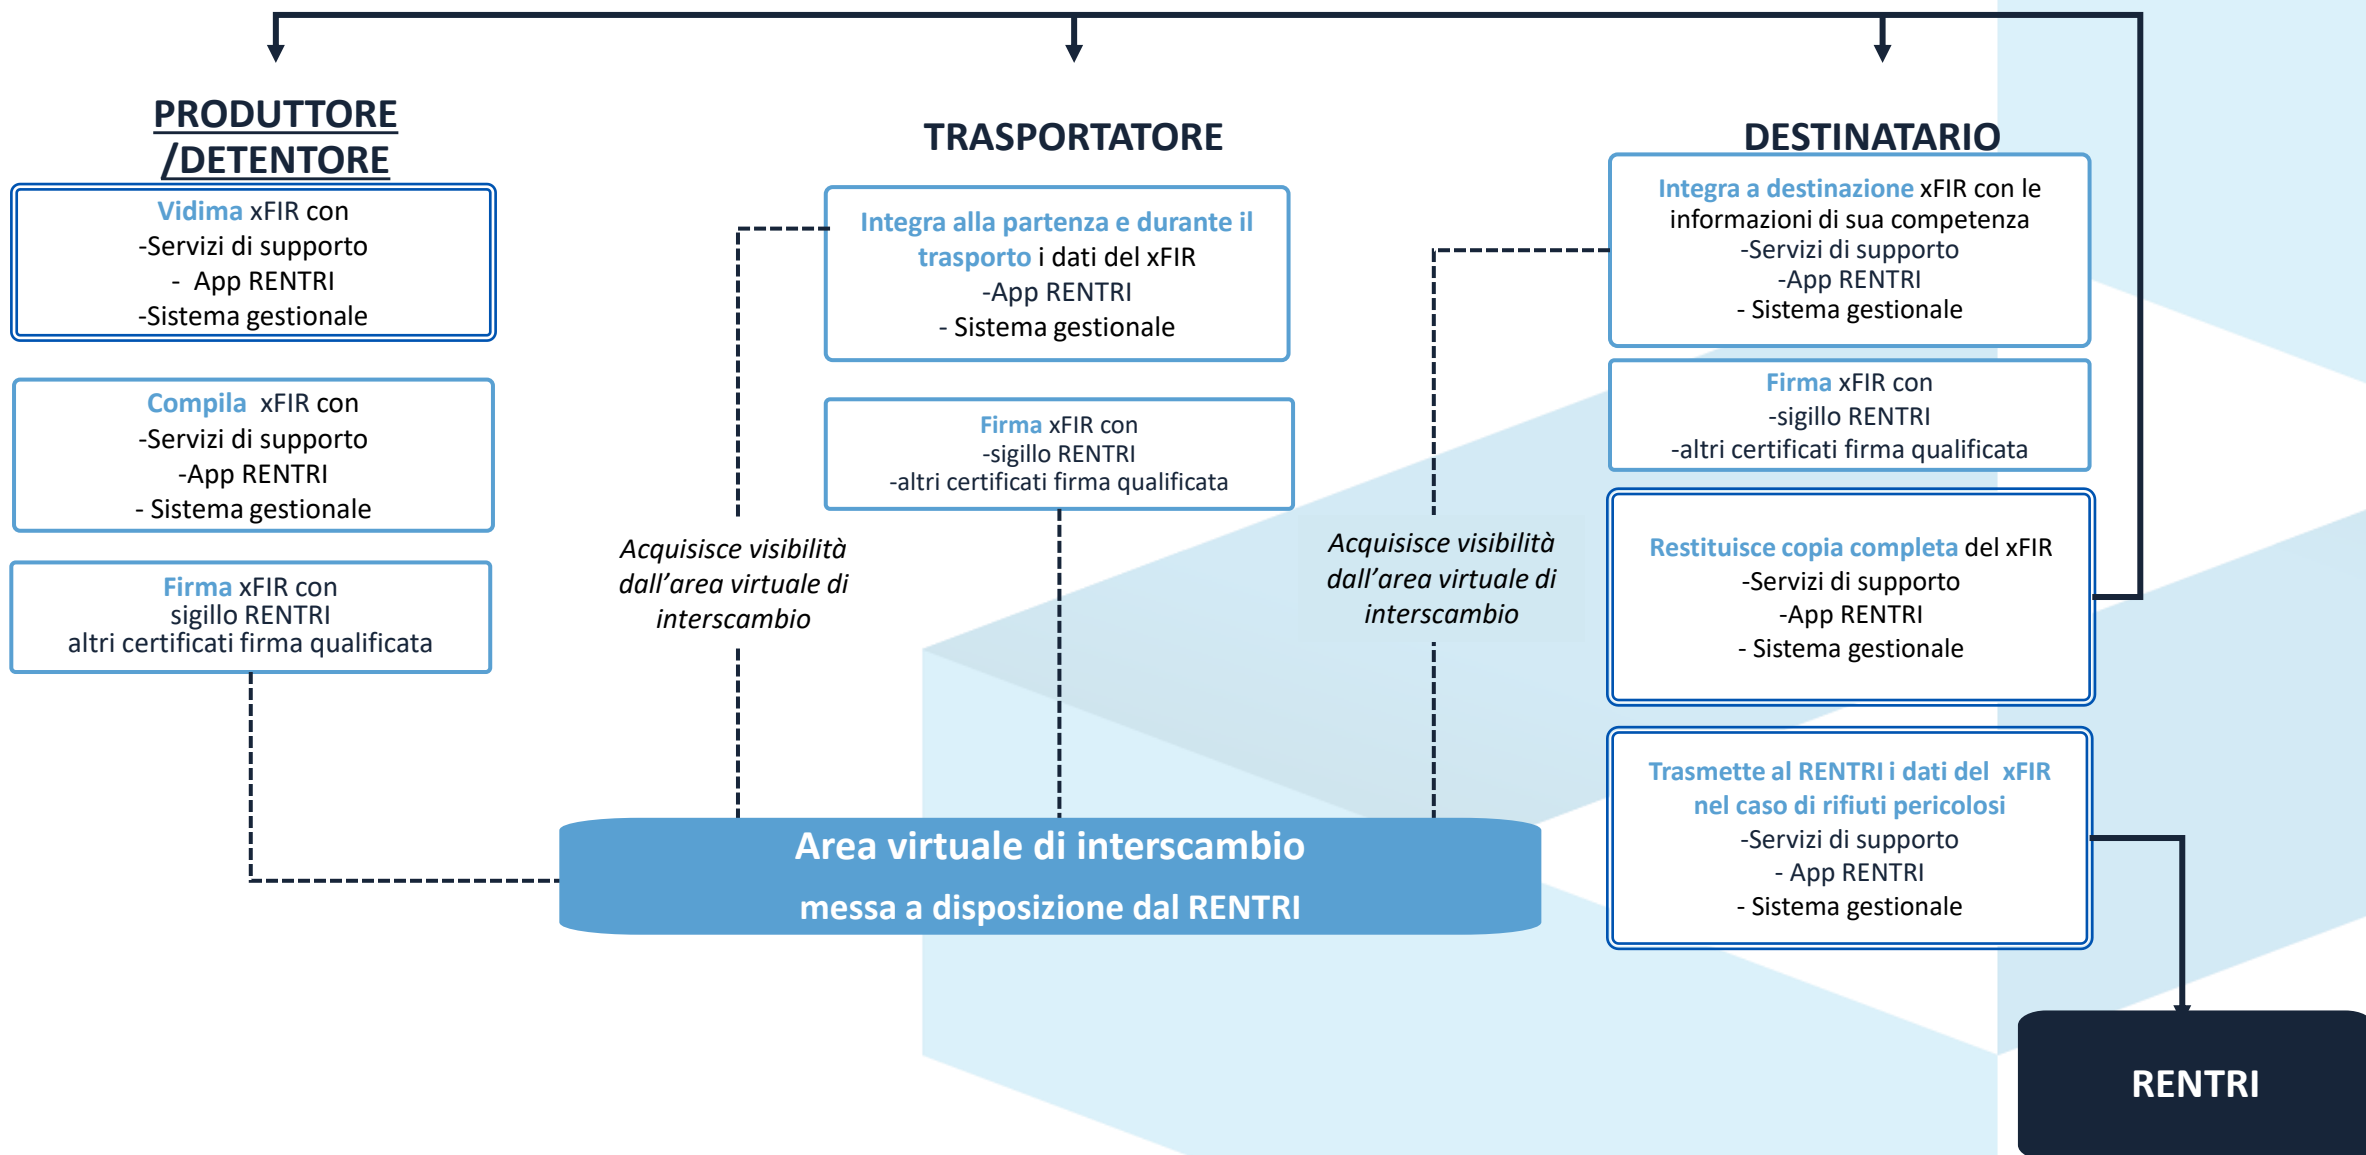 PRODUTTORE
/DETENTORE
Vidima xFIR con
-Servizi di supporto
- App RENTRI
-Sistema gestionale
Compila xFIR con
-Servizi di supporto
-App RENTRI
- Sistema gestionale
Firma xFIR con
sigillo RENTRI
altri certificati firma qualificata
Acquisisce visibilità
dall'area virtuale di
interscambio
TRASPORTATORE
Integra alla partenza e durante il
trasporto i dati del xFIR
-App RENTRI
- Sistema gestionale
Firma xFIR con
-sigillo RENTRI
-altri certificati firma qualificata
Acquisisce visibilità
dall'area virtuale di
interscambio
DESTINATARIO
Integra a destinazione xFIR con le
informazioni di sua competenza
-Servizi di supporto
-App RENTRI
- Sistema gestionale
Firma xFIR con
-sigillo RENTRI
-altri certificati firma qualificata
Restituisce copia completa del xFIR
-Servizi di supporto
-App RENTRI
- Sistema gestionale
Trasmette al RENTRI i dati del xFIR
nel caso di rifiuti pericolosi
-Servizi di supporto
- App RENTRI
- Sistema gestionale
Area virtuale di interscambio
messa a disposizione dal RENTRI
RENTRI